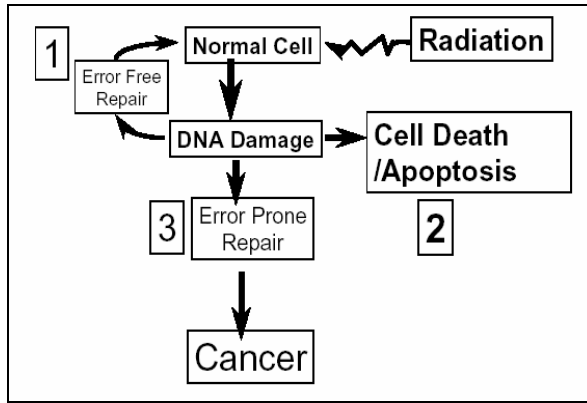 1
Normal Cell
Radiation
Error Free
Repair
DNA Damage
Cell Death
/Apoptosis
2
3
Error Prone
Repair
Cancer